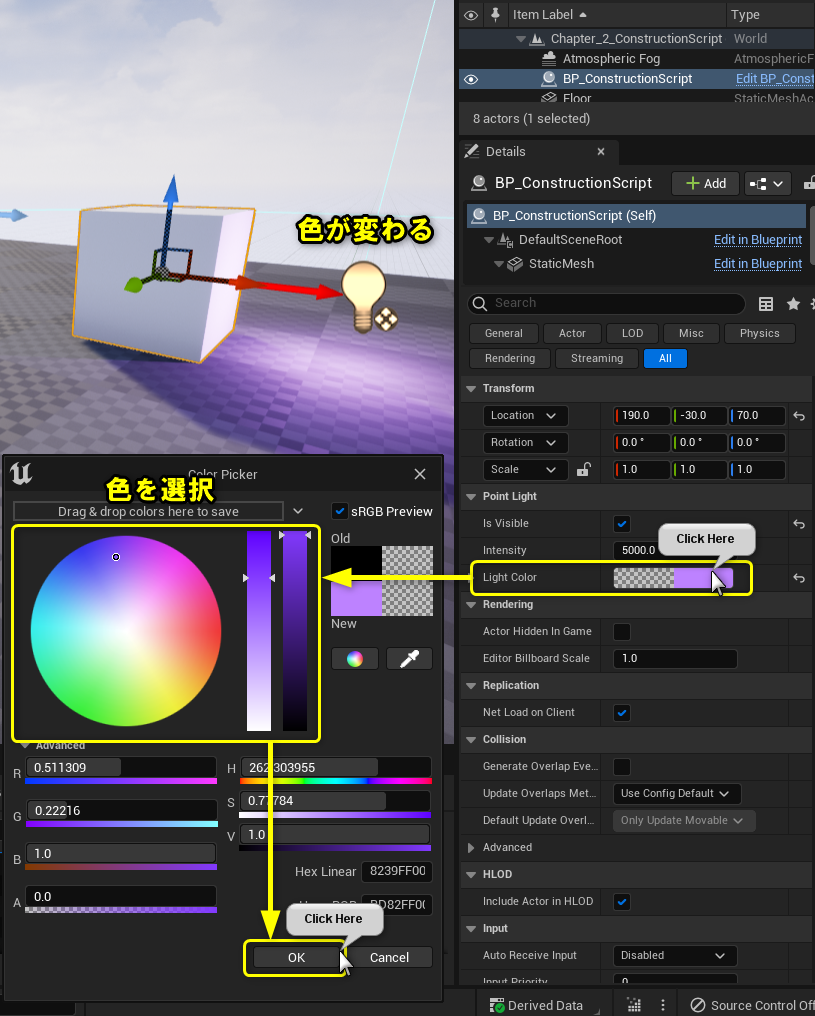 Item Label
Type
Chapter_2_ConstructionScript
World
Atmospheric Fog
AtmosphericF
BP_ConstructionScript
Edit BP_Const
Floor
StaticMeshAc
8 actors (1 selected)
Details
BP_ConstructionScript
Add
BP_ConstructionScript (Self)
DefaultSceneRoot
Edit in Blueprint
StaticMesh
Edit in Blueprint
Search
General
Actor
LOD
Misc
Physics
Rendering
Streaming
All
Transform
Location
190.0
-30.0
70.0
Rotation
0.0 °
0.0 °
0.0 °
Scale
1.0
1.0
1.0
Point Light
Is Visible
Intensity
5000.0
Click Here
Light Color
Rendering
Actor Hidden In Game
Editor Billboard Scale
1.0
Replication
Net Load on Client
Collision
Generate Overlap Eve...
Update Overlaps Met...
Use Config Default
Default Update Overl...
Only Update Movable
Advanced
HLOD
Include Actor in HLOD
Input
Auto Receive Input
Disabled
Input Priority
0
色が変わる
Color Picker
色を選択
Drag & drop colors here to save
sRGB Preview
Old
New
Advanced
R
0.511309
G
0.22216
B
1.0
A
0.0
H
262.303955
S
0.77784
V
1.0
Hex Linear
8239FF00
BD82FF00
Click Here
OK
Cancel
Derived Data
Source Control Off